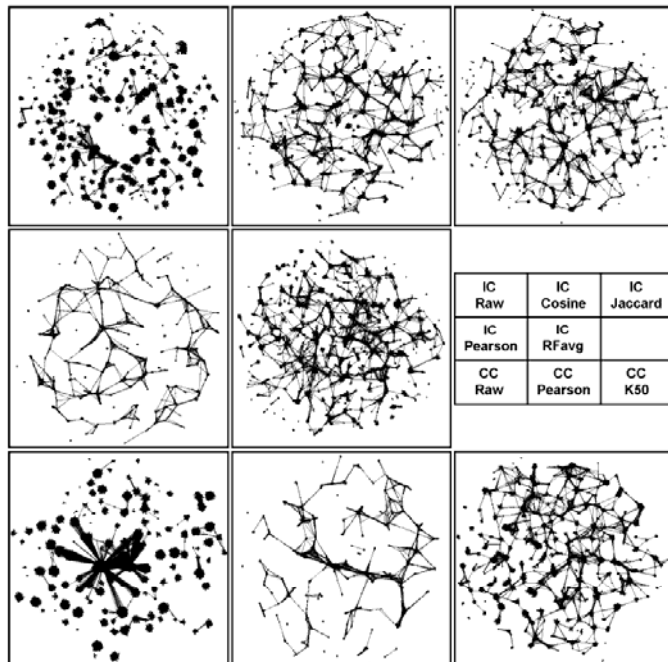 IC IC IC
Raw Cosine Jaccard
IC IC
Pearson RFavg
CC CC CC
Raw Pearson K50